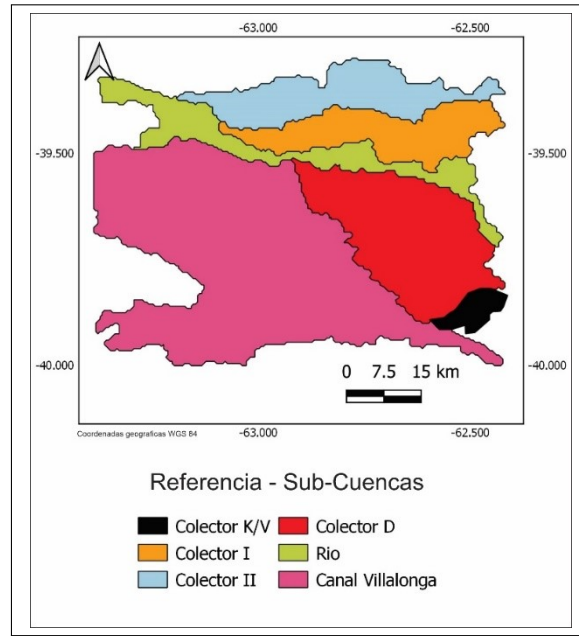 -63.000 -62.500
-39.500 -39.500
-40.000 -40.000
0 7.5 15 km
Coordenadas geograficas WGS 84
-63.000 -62.500
Referencia - Sub-Cuencas
Colector K/V Colector D
Colector I Rio
Colector II Canal Villalonga